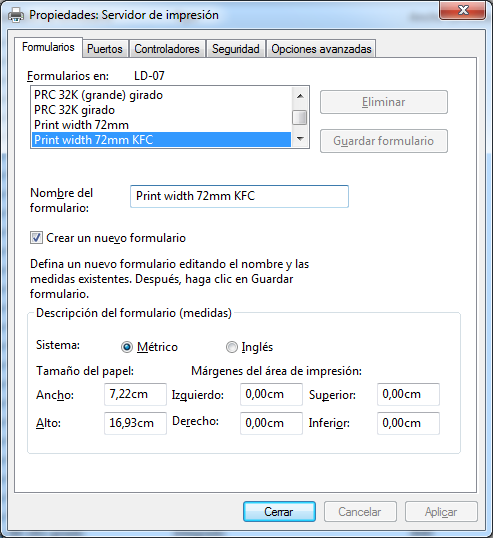 Propiedades: Servidor de impresión
Formularios Puertos Controladores Seguridad Opciones avanzadas
Formularios en: LD-07
PRC 32K (grande) girado
PRC 32K girado
Print width 72mm
Print width 72mm KFC
Eliminar
Guardar formulario
Nombre del
formulario:
Print width 72mm KFC
Crear un nuevo formulario
Defina un nuevo formulario editando el nombre y las
medidas existentes. Después, haga clic en Guardar
formulario.
Descripción del formulario (medidas)
Sistema: Métrico Inglés
Tamaño del papel: Márgenes del área de impresión:
Ancho: 7,22cm Izquierdo: 0,00cm Superior: 0,00cm
Alto: 16,93cm Derecho: 0,00cm Inferior: 0,00cm
Cerrar Cancelar Aplicar